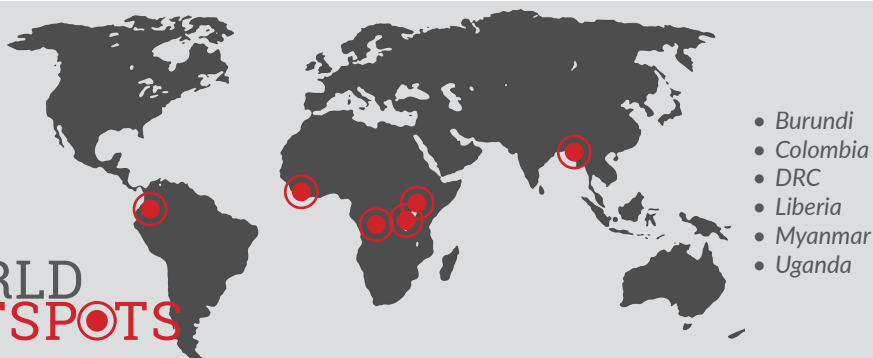 • Burundi
• Colombia
• DRC
• Liberia
• Myanmar
• Uganda
RLD
TSPOTS